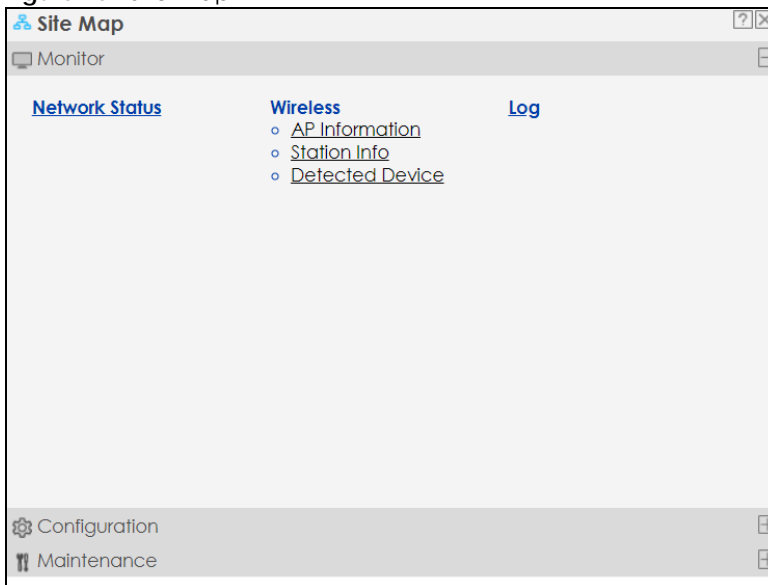 Site Map
Monitor
Network Status
Wireless
AP Information
Station Info
Detected Device
Log
Configuration
Maintenance